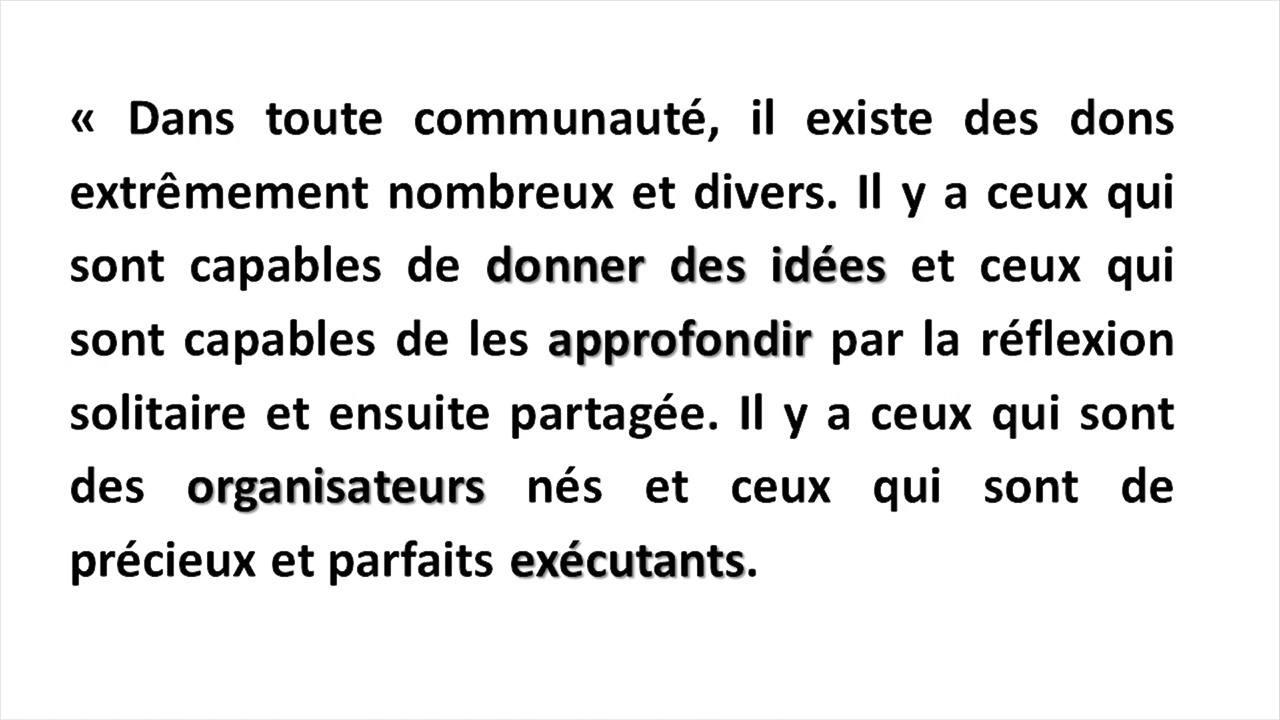 « Dans toute communauté, il existe des dons
extrêmement nombreux et divers. Il y a ceux qui
sont capables de donner des idées et ceux qui
sont capables de les approfondir par la réflexion
solitaire et ensuite partagée. Il y a ceux qui sont
des organisateurs nés et ceux qui sont de
précieux et parfaits exécutants.